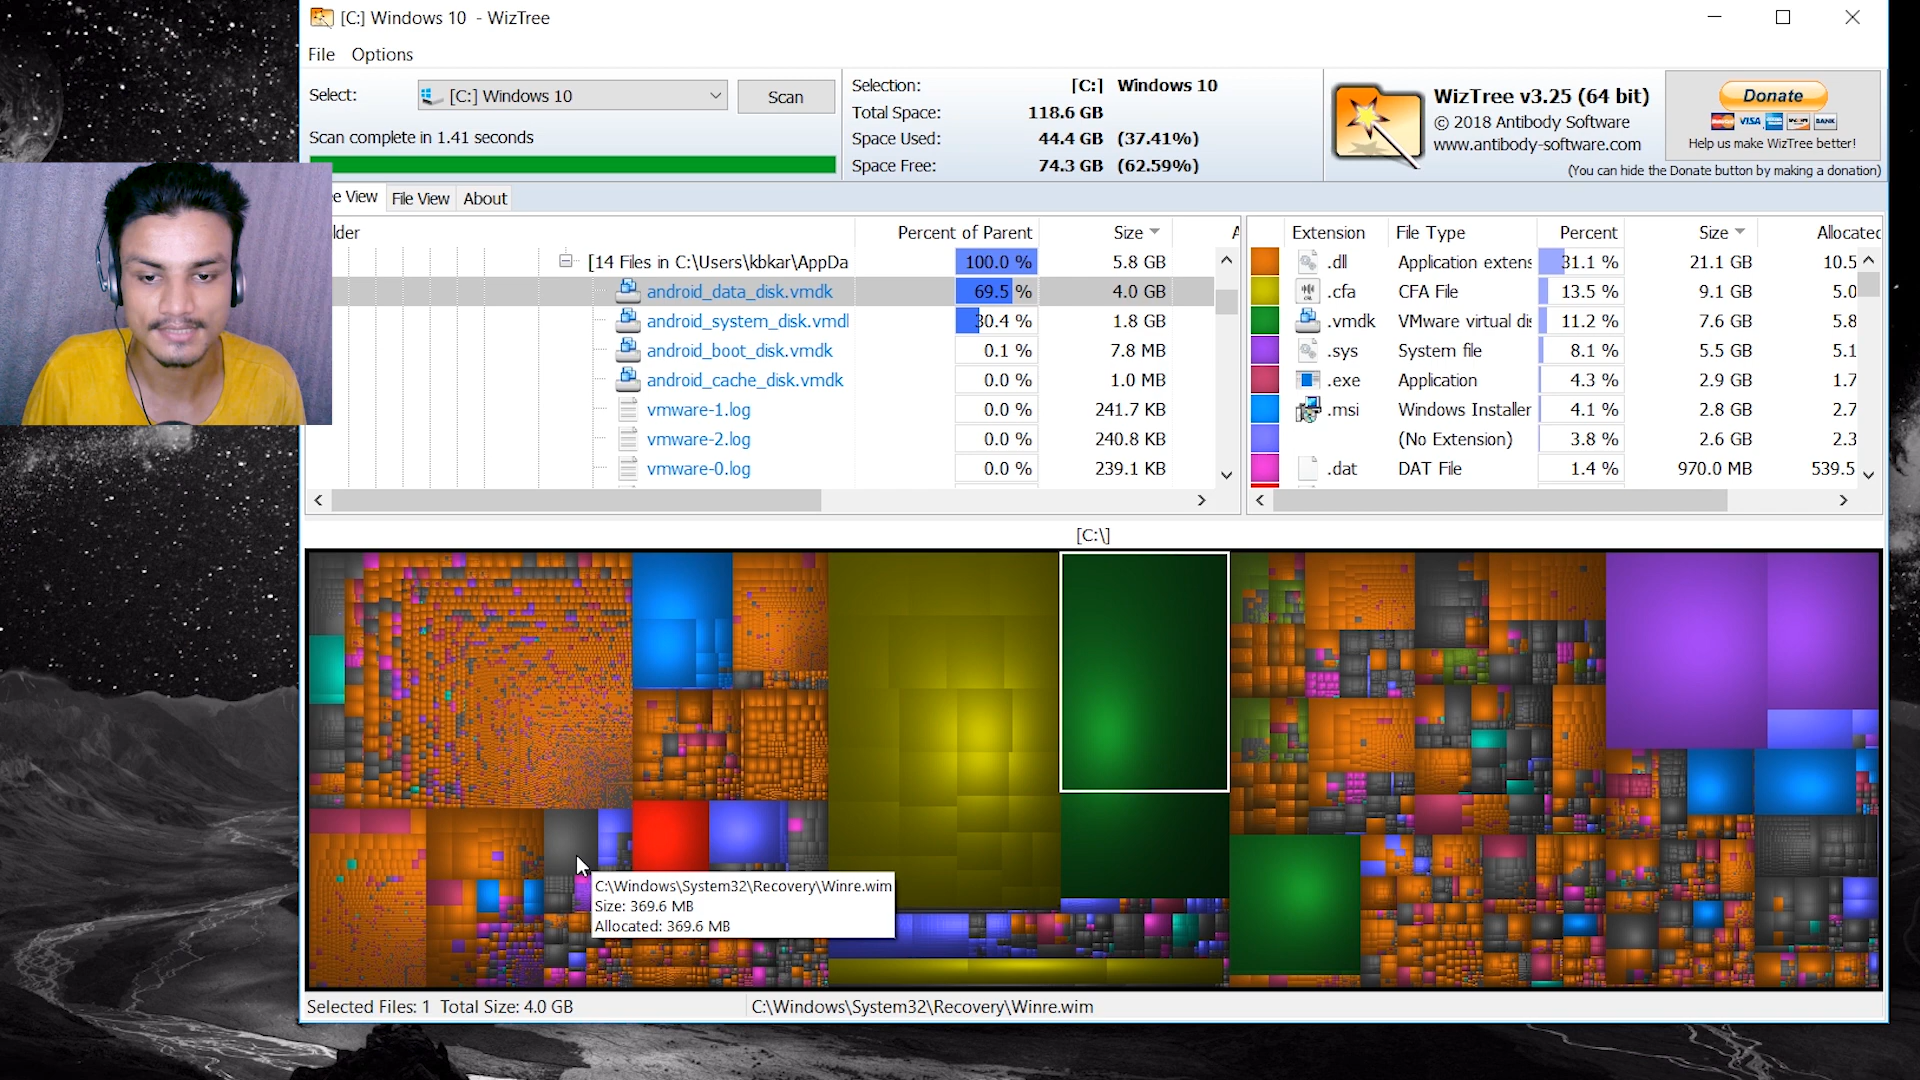 [C:] Windows 10 - WizTree
File Options
Select:
[C:] Windows 10
Scan
Scan complete in 1.41 seconds
Selection: [C:] Windows 10
Total Space: 118.6 GB
Space Used: 44.4 GB (37.41%)
Space Free: 74.3 GB (62.59%)
WizTree v3.25 (64 bit)
© 2018 Antibody Software
www.antibody-software.com
Donate
VISA
BANK
Help us make WizTree better!
(You can hide the Donate button by making a donation)
e View File View About
lder Percent of Parent Size A
[14 Files in C:\Users\kbkar\AppDa 100.0 % 5.8 GB
android_data_disk.vmdk 69.5 % 4.0 GB
android_system_disk.vmdl 30.4 % 1.8 GB
android_boot_disk.vmdk 0.1 % 7.8 MB
android_cache_disk.vmdk 0.0 % 1.0 MB
vmware-1.log 0.0 % 241.7 KB
vmware-2.log 0.0 % 240.8 KB
vmware-0.log 0.0 % 239.1 KB
Extension File Type Percent Size Allocated
.dll Application extens 31.1 % 21.1 GB 10.5
.cfa CFA File 13.5 % 9.1 GB 5.0
.vmdk VMware virtual dis 11.2 % 7.6 GB 5.8
.sys System file 8.1 % 5.5 GB 5.1
.exe Application 4.3 % 2.9 GB 1.7
.msi Windows Installer 4.1 % 2.8 GB 2.7
(No Extension) 3.8 % 2.6 GB 2.3
.dat DAT File 1.4 % 970.0 MB 539.5
[C:\]
C:\Windows\System32\Recovery\Winre.wim
Size: 369.6 MB
Allocated: 369.6 MB
Selected Files: 1 Total Size: 4.0 GB
C:\Windows\System32\Recovery\Winre.wim